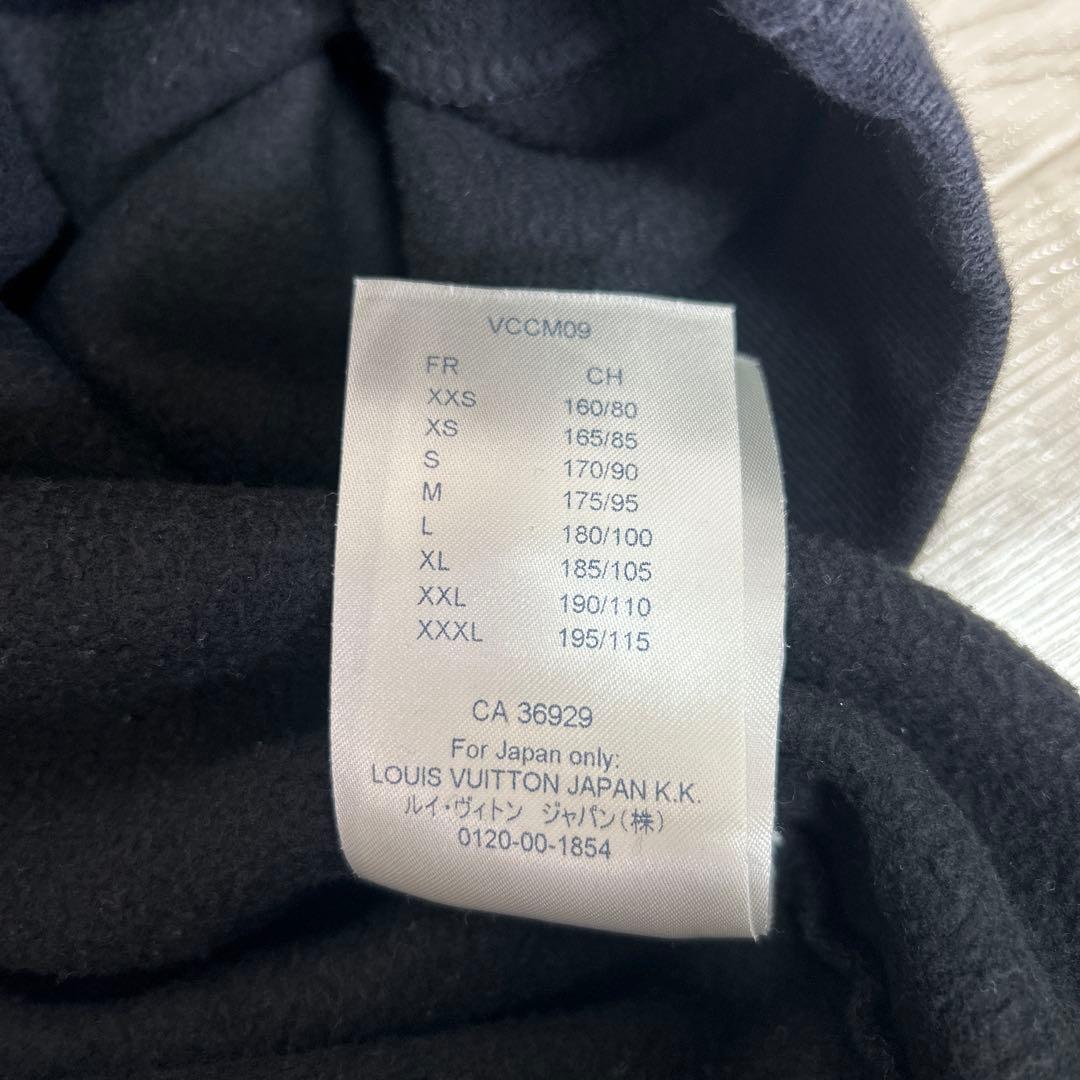 VCCM09
FR CH
XXS 160/80
XS 165/85
S 170/90
M 175/95
L 180/100
XL 185/105
XXL 190/110
XXXL 195/115
CA 36929
For Japan only:
LOUIS VUITTON JAPAN K.K.
ルイ・ヴィトン ジャパン(株)
0120-00-1854